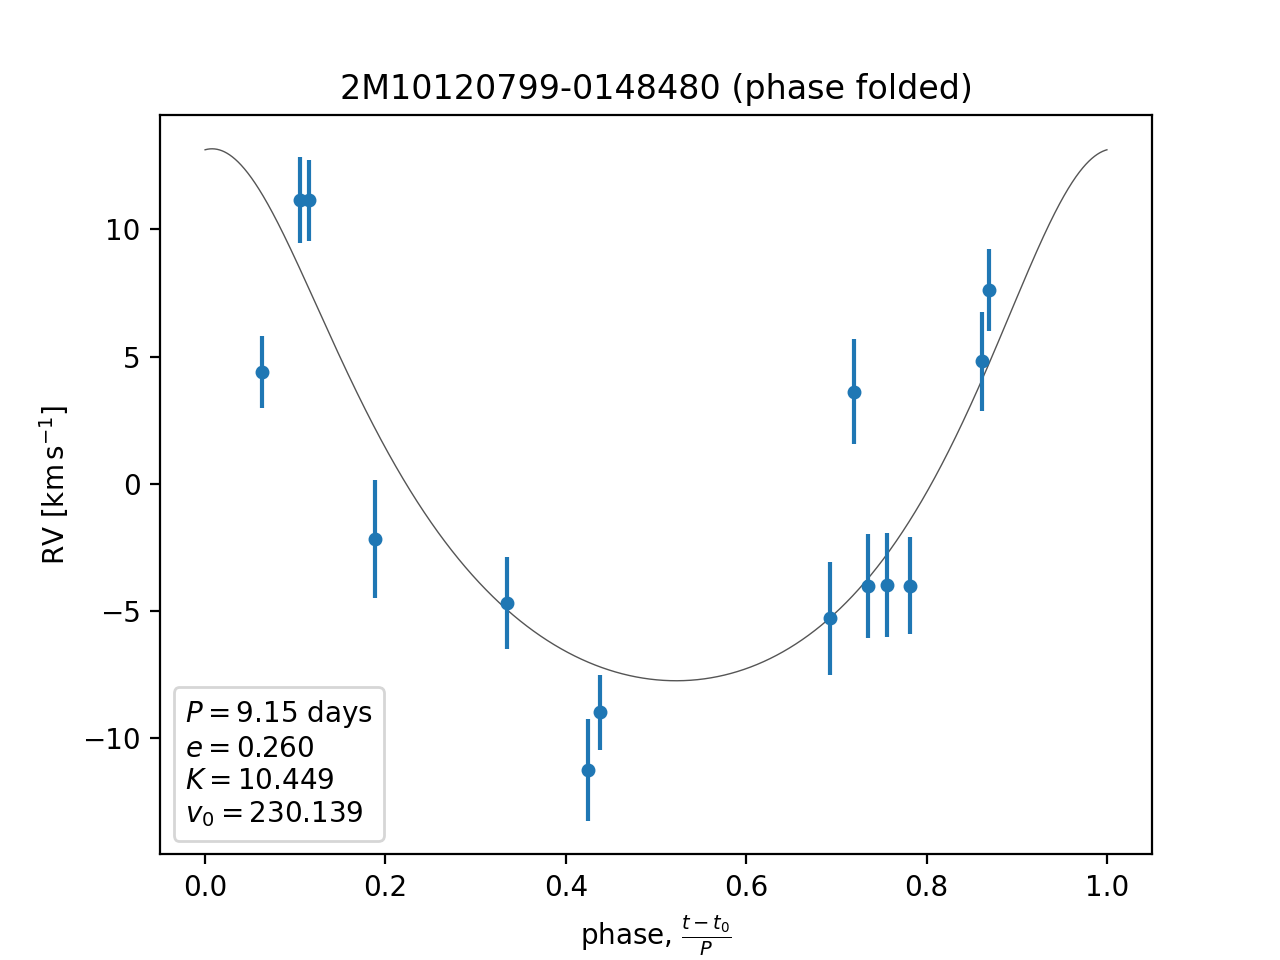 2M10120799-0148480 (phase folded)
RV [km s⁻¹]
10
5
0
−5
−10
P = 9.15 days
e = 0.260
K = 10.449
v₀ = 230.139
0.0 0.2 0.4 0.6 0.8 1.0
phase, (t − t₀)/P